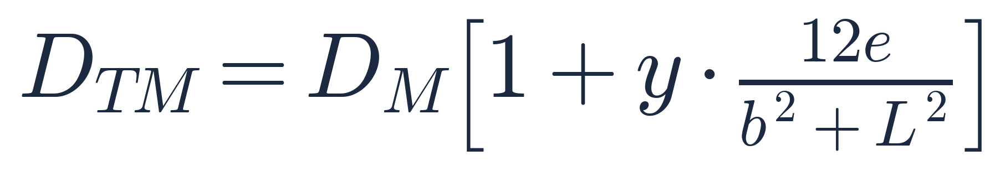 D_{TM} = D_M \left[ 1 + y \cdot \frac{12e}{b^2 + L^2} \right]